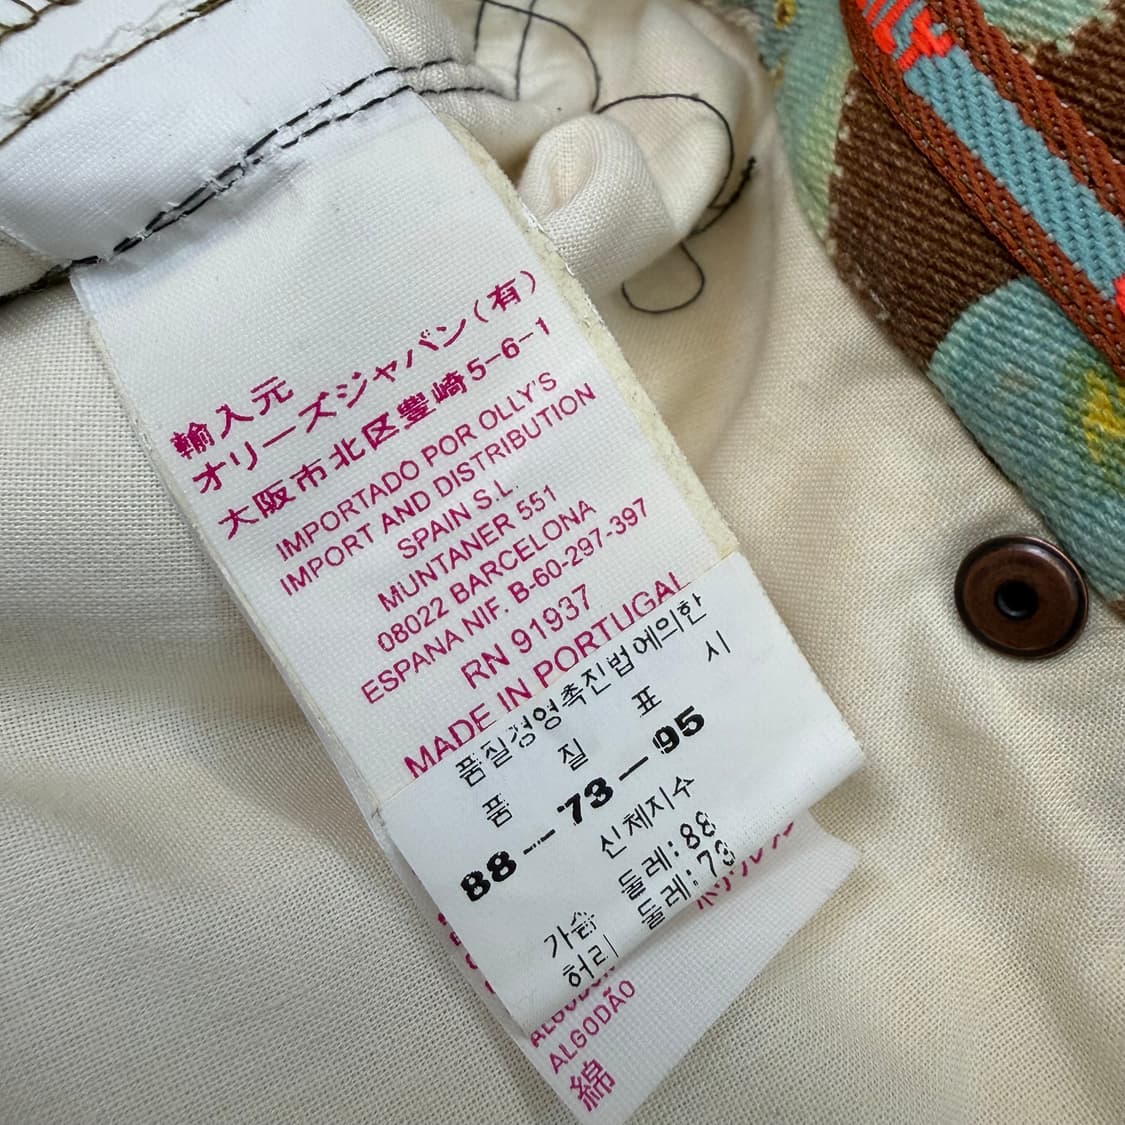 輸入元
オリーズジャパン(有)
大阪市北区豊崎5-6-1
IMPORTADO POR OLLY'S
IMPORT AND DISTRIBUTION
SPAIN S.L.
MUNTANER 551
08022 BARCELONA
ESPANA NIF. B-60-297-397
RN 91937
MADE IN PORTUGAL
품질경영촉진법에의한
품 질 표 시
88-73-95
신체지수
가슴 둘레:88
허리 둘레:73
ALGODÃO
綿